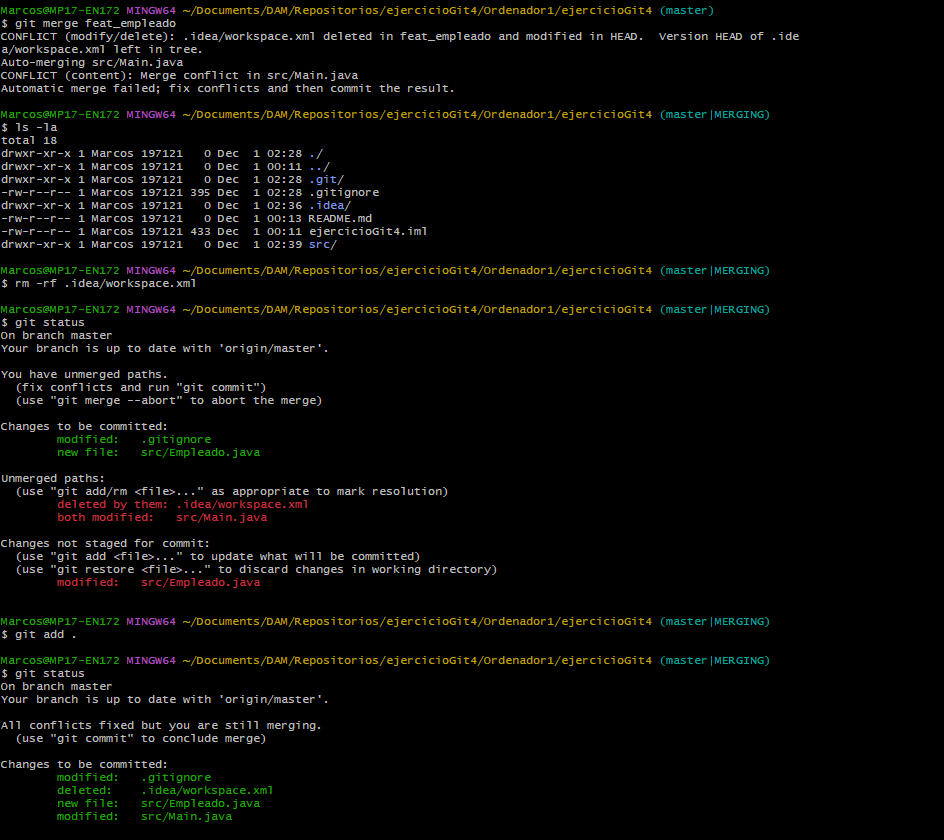 Marcos@MP17-EN172 MINGW64 ~/Documents/DAM/Repositorios/ejercicioGit4/Ordenador1/ejercicioGit4 (master)
$ git merge feat_empleado
CONFLICT (modify/delete): .idea/workspace.xml deleted in feat_empleado and modified in HEAD.  Version HEAD of .ide
a/workspace.xml left in tree.
Auto-merging src/Main.java
CONFLICT (content): Merge conflict in src/Main.java
Automatic merge failed; fix conflicts and then commit the result.

Marcos@MP17-EN172 MINGW64 ~/Documents/DAM/Repositorios/ejercicioGit4/Ordenador1/ejercicioGit4 (master|MERGING)
$ ls -la
total 18
drwxr-xr-x 1 Marcos 197121   0 Dec  1 02:28 ./
drwxr-xr-x 1 Marcos 197121   0 Dec  1 00:11 ../
drwxr-xr-x 1 Marcos 197121   0 Dec  1 02:28 .git/
-rw-r--r-- 1 Marcos 197121 395 Dec  1 02:28 .gitignore
drwxr-xr-x 1 Marcos 197121   0 Dec  1 02:36 .idea/
-rw-r--r-- 1 Marcos 197121   0 Dec  1 00:13 README.md
-rw-r--r-- 1 Marcos 197121 433 Dec  1 00:11 ejercicioGit4.iml
drwxr-xr-x 1 Marcos 197121   0 Dec  1 02:39 src/

Marcos@MP17-EN172 MINGW64 ~/Documents/DAM/Repositorios/ejercicioGit4/Ordenador1/ejercicioGit4 (master|MERGING)
$ rm -rf .idea/workspace.xml

Marcos@MP17-EN172 MINGW64 ~/Documents/DAM/Repositorios/ejercicioGit4/Ordenador1/ejercicioGit4 (master|MERGING)
$ git status
On branch master
Your branch is up to date with 'origin/master'.

You have unmerged paths.
  (fix conflicts and run "git commit")
  (use "git merge --abort" to abort the merge)

Changes to be committed:
        modified:   .gitignore
        new file:   src/Empleado.java

Unmerged paths:
  (use "git add/rm <file>..." as appropriate to mark resolution)
        deleted by them: .idea/workspace.xml
        both modified:   src/Main.java

Changes not staged for commit:
  (use "git add <file>..." to update what will be committed)
  (use "git restore <file>..." to discard changes in working directory)
        modified:   src/Empleado.java

Marcos@MP17-EN172 MINGW64 ~/Documents/DAM/Repositorios/ejercicioGit4/Ordenador1/ejercicioGit4 (master|MERGING)
$ git add .

Marcos@MP17-EN172 MINGW64 ~/Documents/DAM/Repositorios/ejercicioGit4/Ordenador1/ejercicioGit4 (master|MERGING)
$ git status
On branch master
Your branch is up to date with 'origin/master'.

All conflicts fixed but you are still merging.
  (use "git commit" to conclude merge)

Changes to be committed:
        modified:   .gitignore
        deleted:    .idea/workspace.xml
        new file:   src/Empleado.java
        modified:   src/Main.java